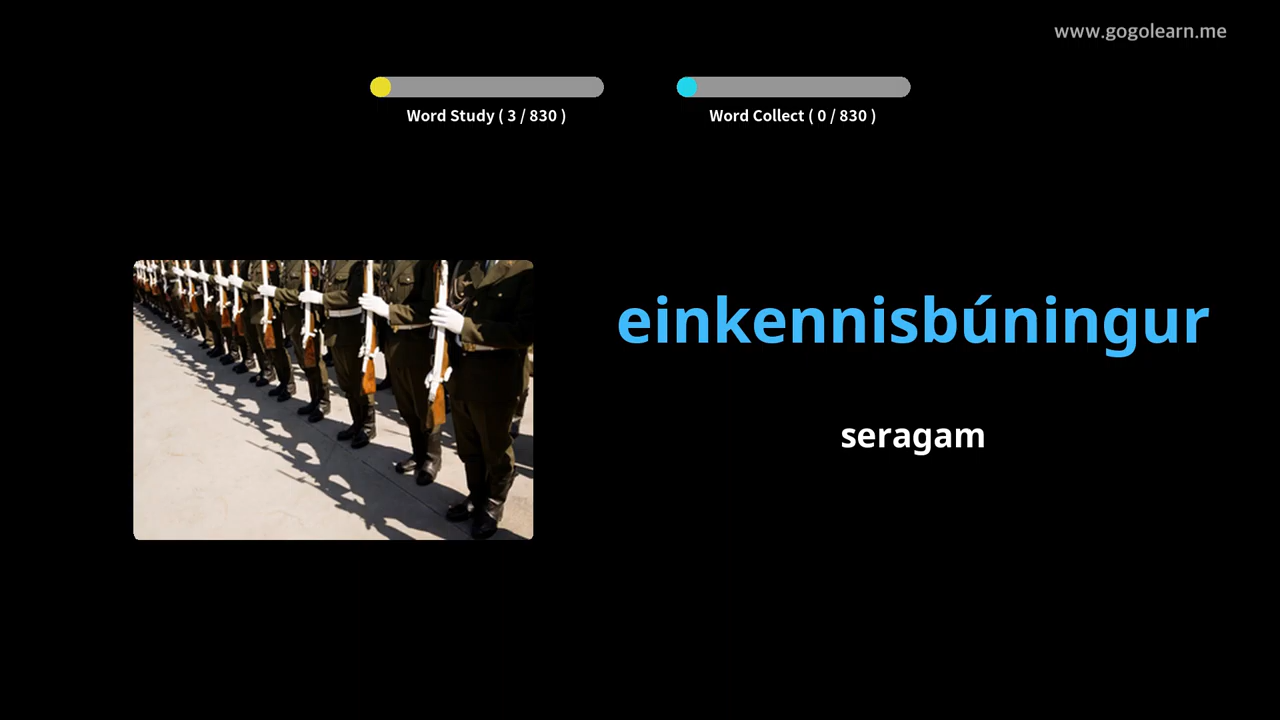 www.gogolearn.me
Word Study ( 3 / 830 )
Word Collect ( 0 / 830 )
einkennisbúningur
seragam